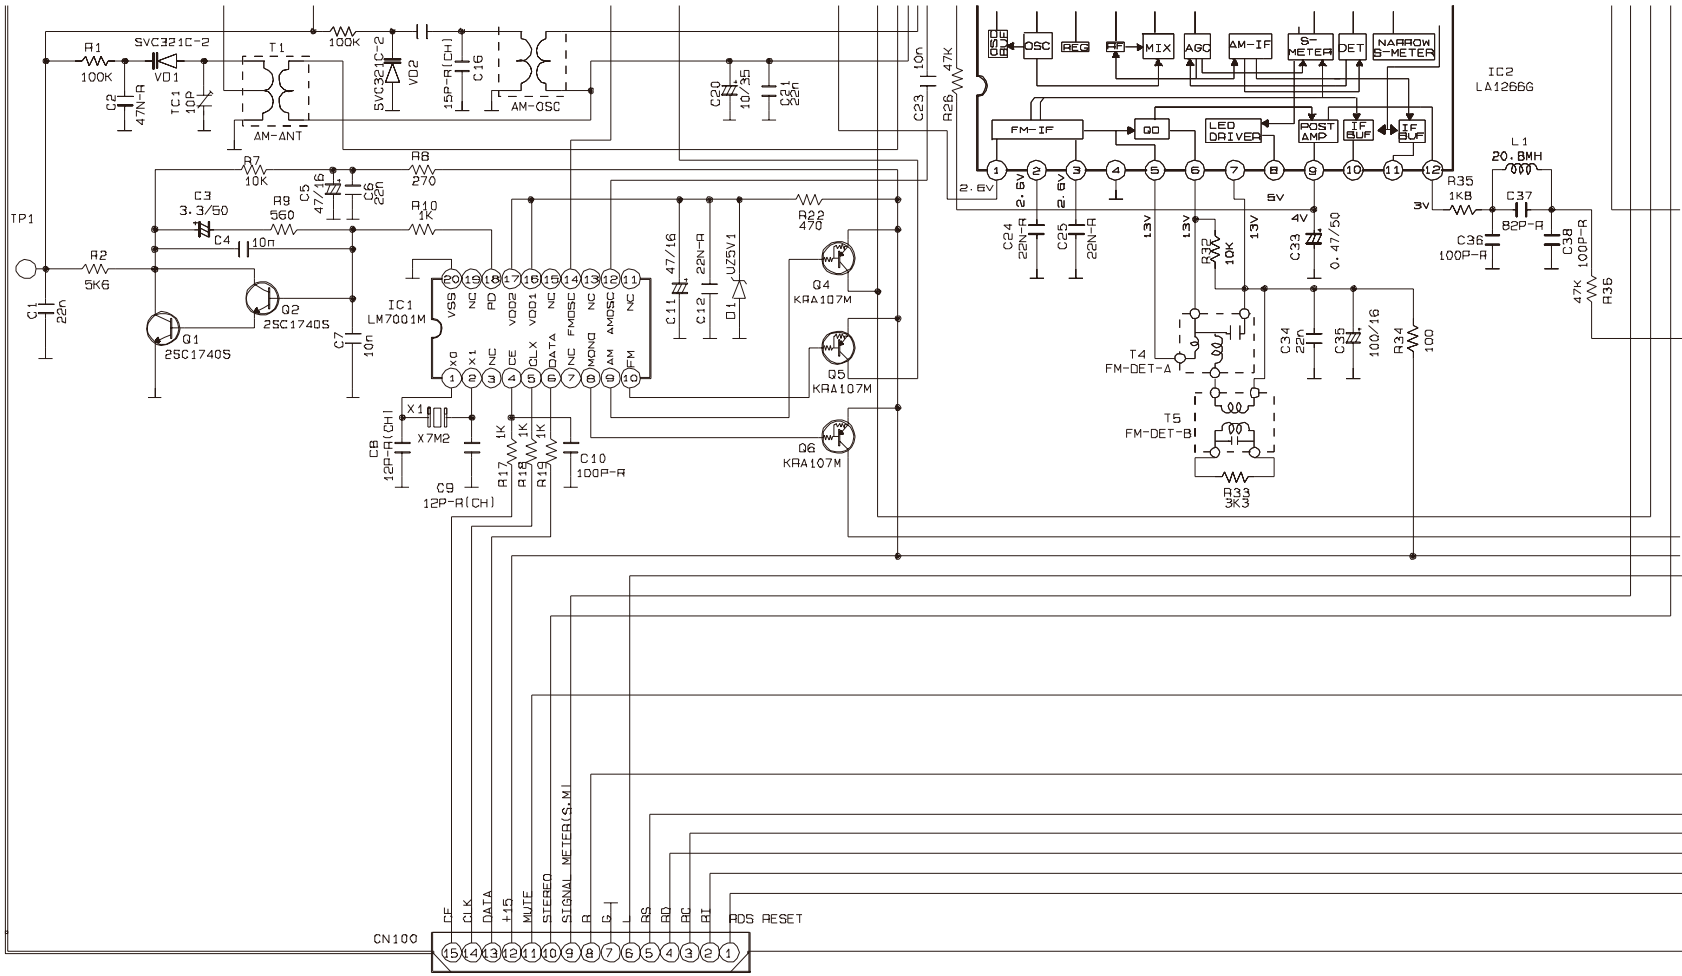 OSC
BUF
OSC
REG
RF
MIX
AGC
AM-IF
S-
METER
DET
NARROW
S-METER
IC2
LA1266G
FM-IF
QD
LED
DRIVER
POST
AMP
IF
BUF
IF
BUF
1 2 3 4 5 6 7 8 9 10 11 12
2.6V
2.6V
2.6V
13V
13V
13V
5V
4V
3V
SVC321C-2
R1
100K
VD1
C2
47N-R
TC1
10P
T1
AM-ANT
100K
SVC321C-2
VD2
15P-R(CH)
C16
AM-OSC
C20
10/35
C21
22n
C23
10n
R26
47K
R7
10K
C5
47/16
C6
22n
R8
270
C3
3.3/50
R9
560
R10
1K
C4
10n
TP1
R2
5K6
C1
22n
Q2
2SC1740S
Q1
2SC1740S
C7
10n
IC1
LM7001M
20 19 18 17 16 15 14 13 12 11
VSS
NC
PD
VDD2
VDD1
NC
FMOSC
NC
AMOSC
NC
X0
X1
NC
CE
CLX
DATA
NC
MONO
AM
FM
1 2 3 4 5 6 7 8 9 10
C11
47/16
C12
22N-R
D1
UZ5V1
R22
470
Q4
KRA107M
Q5
KRA107M
Q6
KRA107M
X1
X7M2
C8
12P-R(CH)
C9
12P-R(CH)
R17
1K
R18
1K
R19
1K
C10
100P-R
C24
22N-R
C25
22N-R
R32
10K
C33
0.47/50
R35
1K8
L1
20.8MH
C37
82P-R
C36
100P-R
C38
100P-R
47K
R36
T4
FM-DET-A
C34
22n
C35
100/16
R34
100
T5
FM-DET-B
R33
3K3
CE
CLK
DATA
+15
MUTE
STEREO
SIGNAL METER(S.M)
R
G
L
RS
RD
RC
RI
RDS RESET
CN100
15 14 13 12 11 10 9 8 7 6 5 4 3 2 1